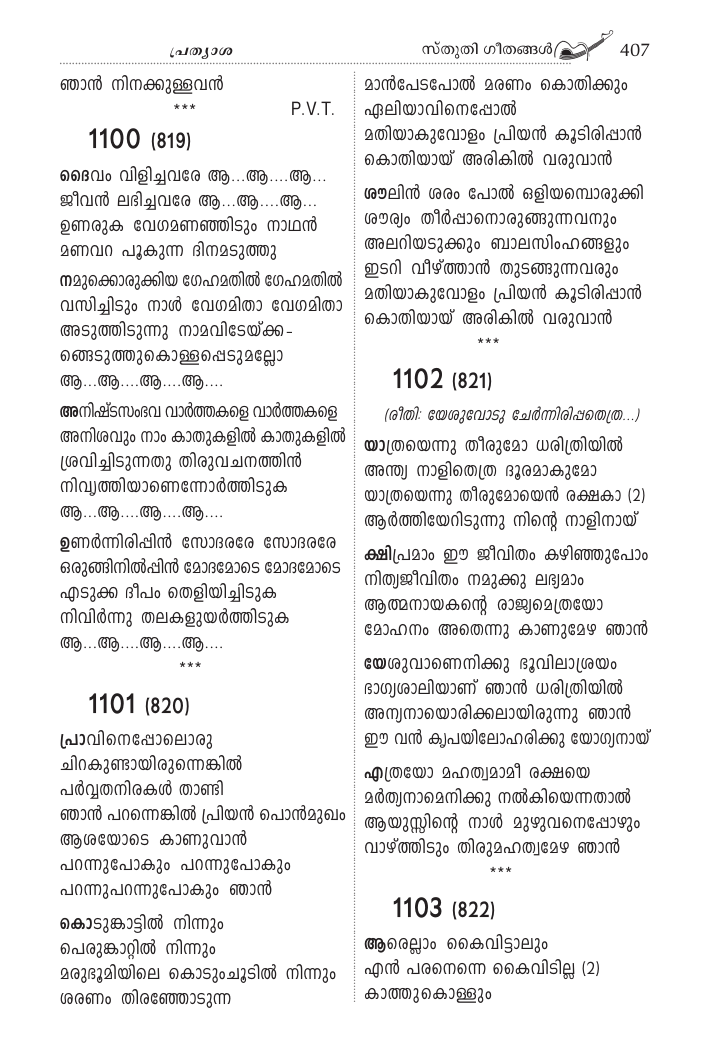 പ്രത്യാശ
സ്തുതി ഗീതങ്ങൾ 407
ഞാൻ നിനക്കുള്ളവൻ
*** P.V.T.
1100 (819)
ദൈവം വിളിച്ചവരേ ആ...ആ....ആ...
ജീവൻ ലഭിച്ചവരേ ആ...ആ....ആ...
ഉണരുക വേഗമണഞ്ഞിടും നാഥൻ
മണവറ പൂകുന്ന ദിനമടുത്തു
നമുക്കൊരുക്കിയ ഗേഹമതിൽ ഗേഹമതിൽ
വസിച്ചിടും നാൾ വേഗമിതാ വേഗമിതാ
അടുത്തിടുന്നു നാമവിടേയ്ക്ക-
ങ്ങെടുത്തുകൊള്ളപ്പെടുമല്ലോ
ആ...ആ....ആ....ആ....
അനിഷ്ടസംഭവ വാർത്തകളെ വാർത്തകളെ
അനിശവും നാം കാതുകളിൽ കാതുകളിൽ
ശ്രവിച്ചിടുന്നതു തിരുവചനത്തിൻ
നിവൃത്തിയാണെന്നോർത്തിടുക
ആ...ആ....ആ....ആ....
ഉണർന്നിരിപ്പിൻ സോദരരേ സോദരരേ
ഒരുങ്ങിനിൽപ്പിൻ മോദമോടെ മോദമോടെ
എടുക്ക ദീപം തെളിയിച്ചിടുക
നിവിർന്നു തലകളുയർത്തിടുക
ആ...ആ....ആ....ആ....
***
1101 (820)
പ്രാവിനെപ്പോലൊരു
ചിറകുണ്ടായിരുന്നെങ്കിൽ
പർവ്വതനിരകൾ താണ്ടി
ഞാൻ പറന്നെങ്കിൽ പ്രിയൻ പൊൻമുഖം
ആശയോടെ കാണുവാൻ
പറന്നുപോകും പറന്നുപോകും
പറന്നുപറന്നുപോകും ഞാൻ
കൊടുങ്കാട്ടിൽ നിന്നും
പെരുങ്കാറ്റിൽ നിന്നും
മരുഭൂമിയിലെ കൊടുംചൂടിൽ നിന്നും
ശരണം തിരഞ്ഞോടുന്ന
മാൻപേടപോൽ മരണം കൊതിക്കും
ഏലിയാവിനെപ്പോൽ
മതിയാകുവോളം പ്രിയൻ കൂടിരിപ്പാൻ
കൊതിയായ് അരികിൽ വരുവാൻ
ശൗലിൻ ശരം പോൽ ഒളിയമ്പൊരുക്കി
ശൗര്യം തീർപ്പാനൊരുങ്ങുന്നവനും
അലറിയടുക്കും ബാലസിംഹങ്ങളും
ഇടറി വീഴ്ത്താൻ തുടങ്ങുന്നവരും
മതിയാകുവോളം പ്രിയൻ കൂടിരിപ്പാൻ
കൊതിയായ് അരികിൽ വരുവാൻ
***
1102 (821)
(രീതി: യേശുവോടു ചേർന്നിരിപ്പതെത്ര...)
യാത്രയെന്നു തീരുമോ ധരിത്രിയിൽ
അന്ത്യ നാളിതെത്ര ദൂരമാകുമോ
യാത്രയെന്നു തീരുമോയെൻ രക്ഷകാ (2)
ആർത്തിയേറിടുന്നു നിന്റെ നാളിനായ്
ക്ഷിപ്രമാം ഈ ജീവിതം കഴിഞ്ഞുപോം
നിത്യജീവിതം നമുക്കു ലഭ്യമാം
ആത്മനായകന്റെ രാജ്യമെത്രയോ
മോഹനം അതെന്നു കാണുമേഴ ഞാൻ
യേശുവാണെനിക്കു ഭൂവിലാശ്രയം
ഭാഗ്യശാലിയാണ് ഞാൻ ധരിത്രിയിൽ
അന്യനായൊരിക്കലായിരുന്നു ഞാൻ
ഈ വൻ കൃപയിലോഹരിക്കു യോഗ്യനായ്
എത്രയോ മഹത്വമാമീ രക്ഷയെ
മർത്യനാമെനിക്കു നൽകിയെന്നതാൽ
ആയുസ്സിന്റെ നാൾ മുഴുവനെപ്പോഴും
വാഴ്ത്തിടും തിരുമഹത്വമേഴ ഞാൻ
***
1103 (822)
ആരെല്ലാം കൈവിട്ടാലും
എൻ പരനെന്നെ കൈവിടില്ല (2)
കാത്തുകൊള്ളും